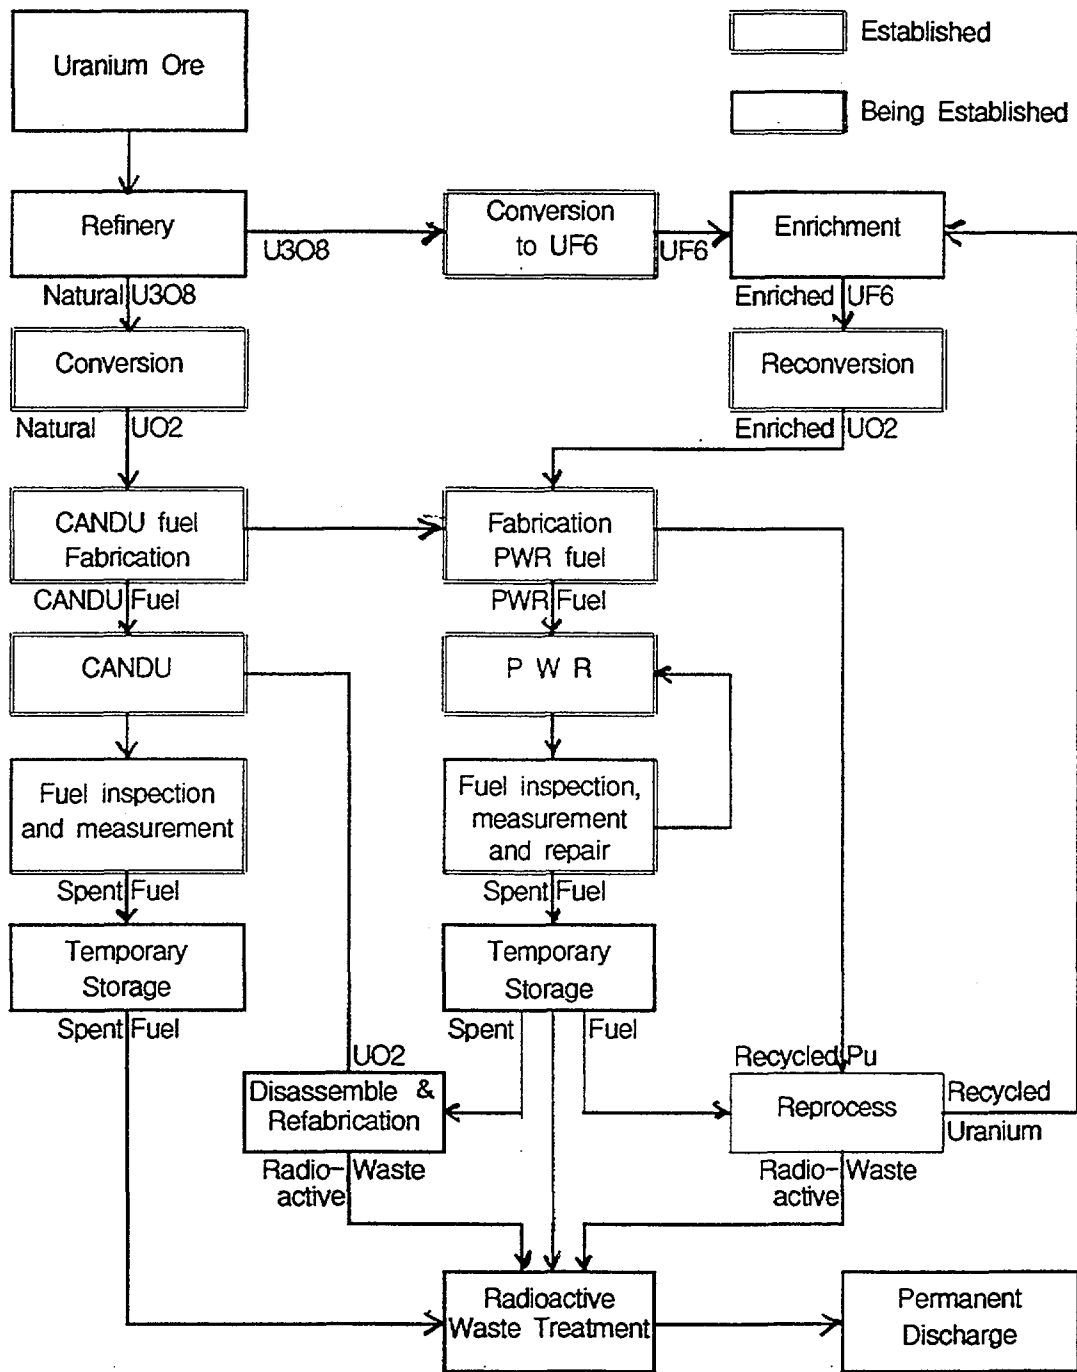 Established
Uranium Ore
Being Established
Refinery
U3O8
Conversion
to UF6
UF6
Enrichment
Natural U3O8
Enriched UF6
Conversion
Reconversion
Natural UO2
Enriched UO2
CANDU fuel
Fabrication
Fabrication
PWR fuel
CANDU Fuel
PWR Fuel
CANDU
P W R
Fuel inspection
and measurement
Fuel inspection,
measurement
and repair
Spent Fuel
Spent Fuel
Temporary
Storage
Temporary
Storage
Spent Fuel
Spent Fuel
UO2
Recycled Pu
Disassemble &
Refabrication
Reprocess
Recycled
Uranium
Radio- Waste
active
Radio- Waste
active
Radioactive
Waste Treatment
Permanent
Discharge